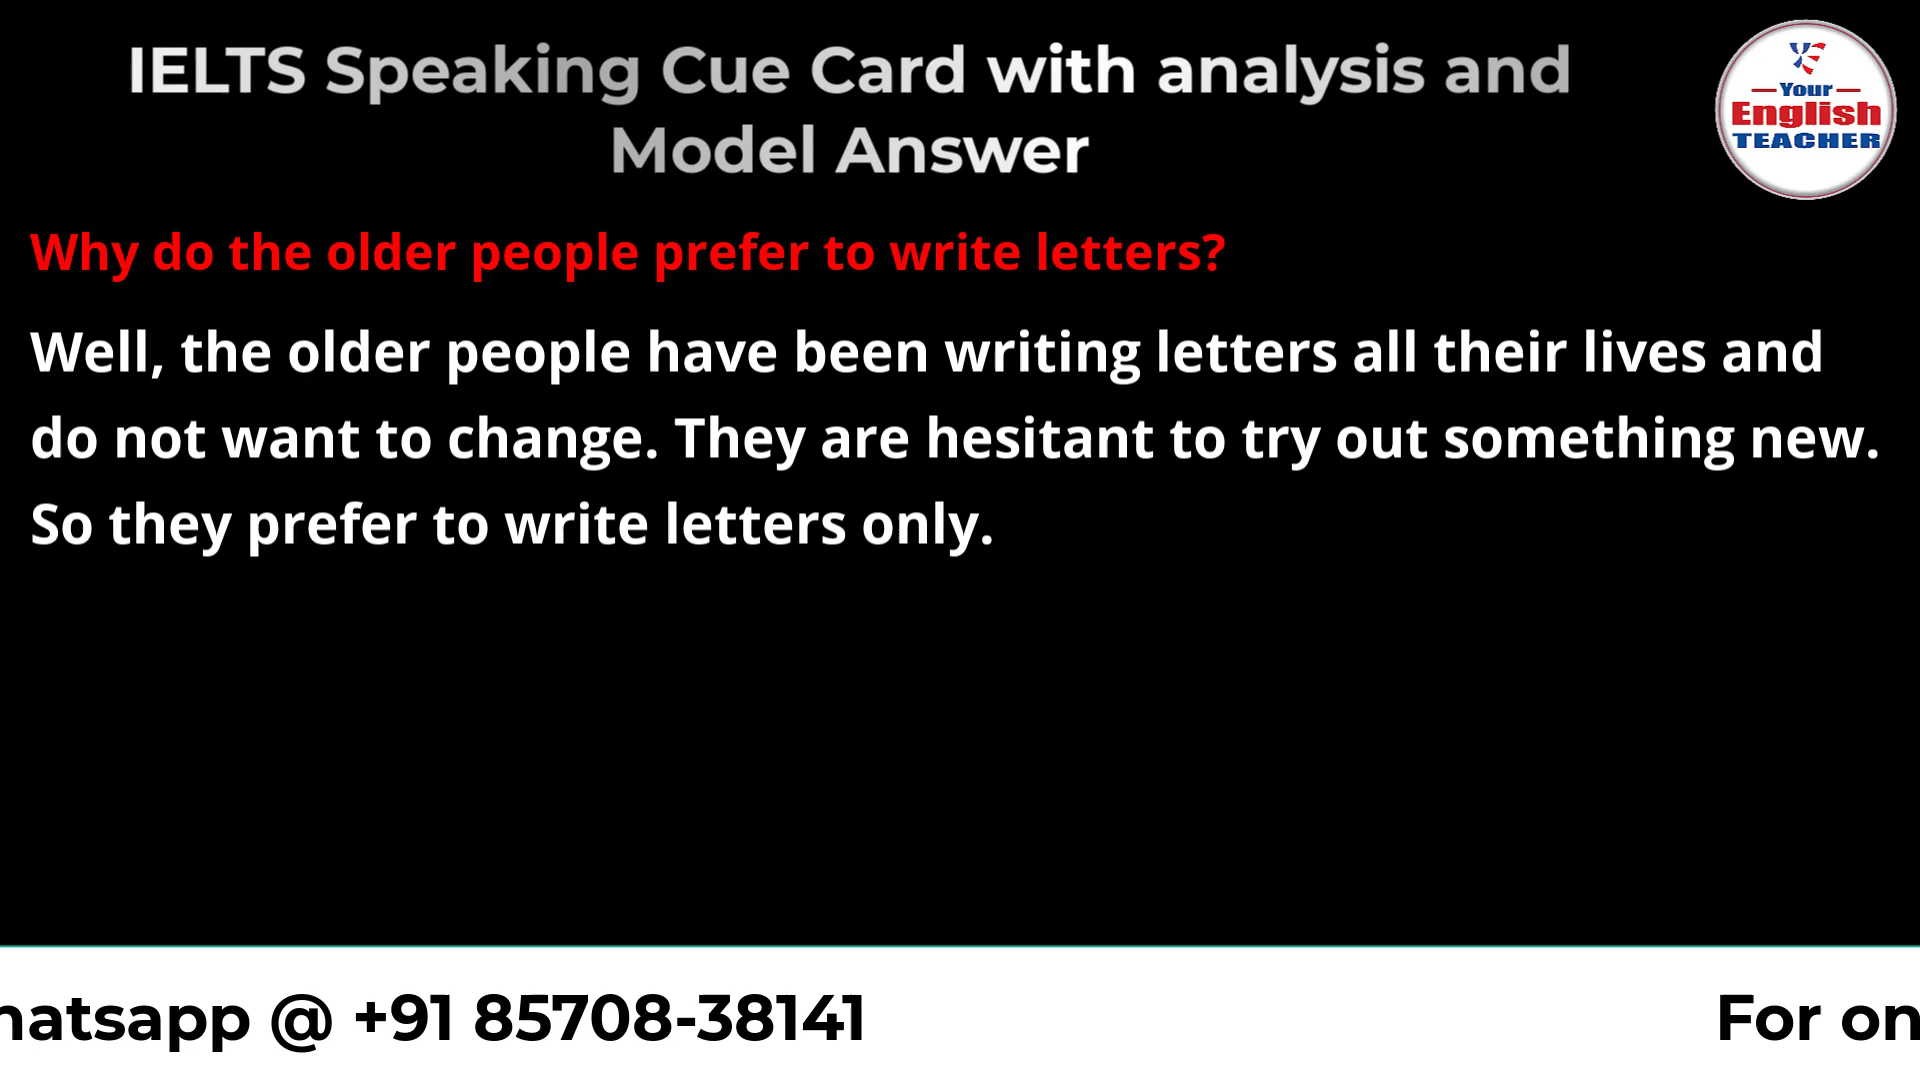 IELTS Speaking Cue Card with analysis and
Model Answer
Your
English
TEACHER
Why do the older people prefer to write letters?
Well, the older people have been writing letters all their lives and
do not want to change. They are hesitant to try out something new.
So they prefer to write letters only.
hatsapp @ +91 85708-38141
For on